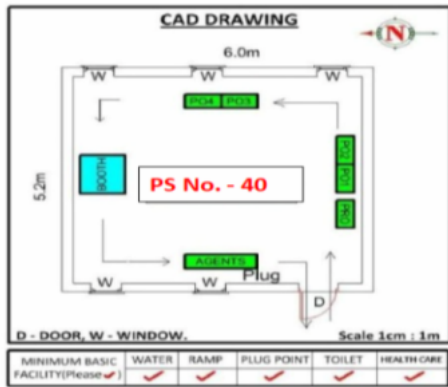 CAD DRAWING
N
6.0m
W W W
PO4 PO3
5.2m
BOOTH
PS No. - 40
PO2 PO1
PRO
AGENTS
Plug
W W
D
D - DOOR, W - WINDOW. Scale 1cm : 1m
MINIMUM BASIC FACILITY(Please✓) WATER RAMP PLUG POINT TOILET HEALTH CARE
✓ ✓ ✓ ✓ ✓